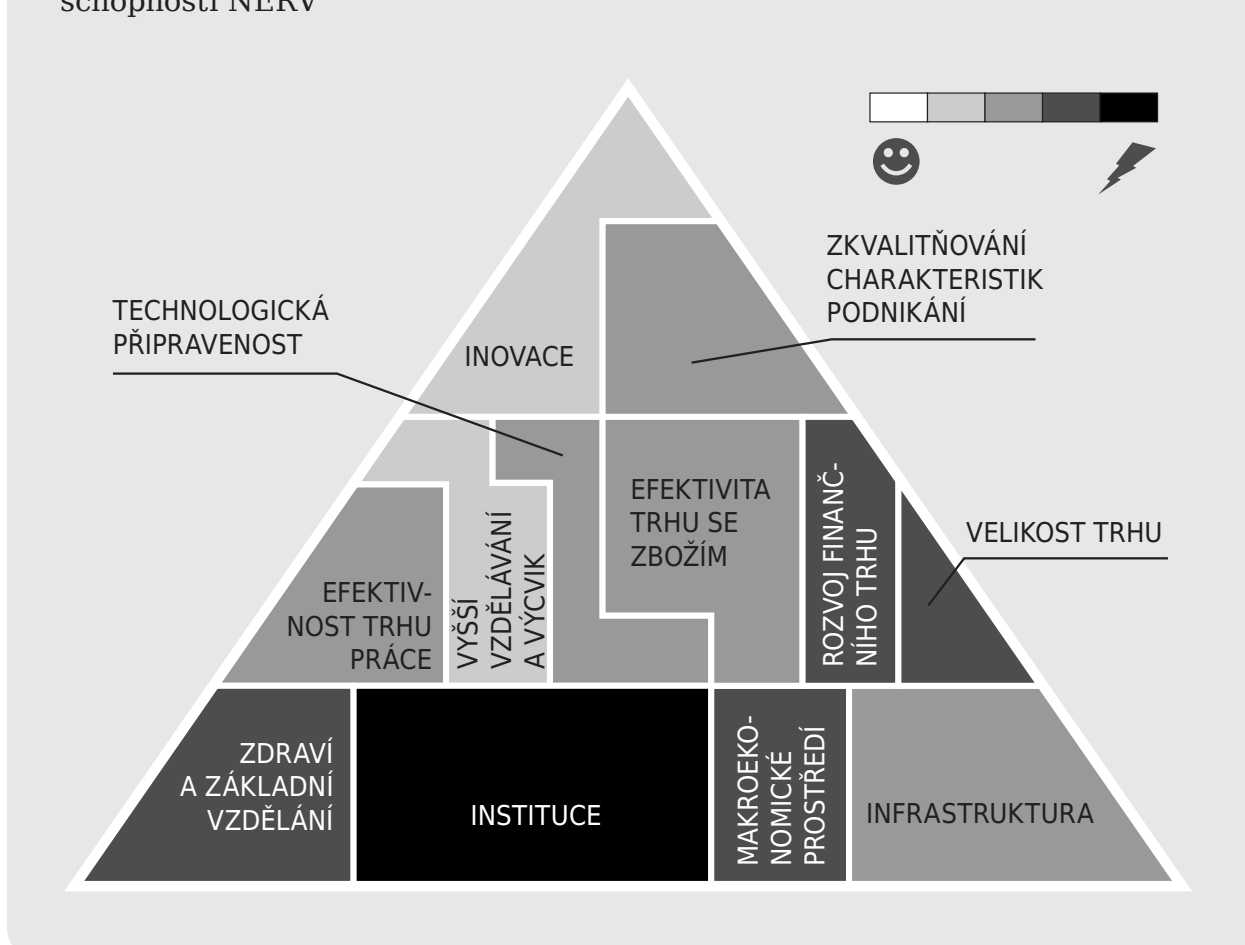 schopnosti NERV
ZKVALITŇOVÁNÍ
CHARAKTERISTIK
PODNIKÁNÍ
TECHNOLOGICKÁ
PŘIPRAVENOST
INOVACE
EFEKTIVITA
TRHU SE
ZBOŽÍM
ROZVOJ FINANČ-
NÍHO TRHU
VELIKOST TRHU
EFEKTIV-
NOST TRHU
PRÁCE
VYŠŠÍ
VZDĚLÁVÁNÍ
A VÝCVIK
ZDRAVÍ
A ZÁKLADNÍ
VZDĚLÁNÍ
INSTITUCE
MAKROEKO-
NOMICKÉ
PROSTŘEDÍ
INFRASTRUKTURA